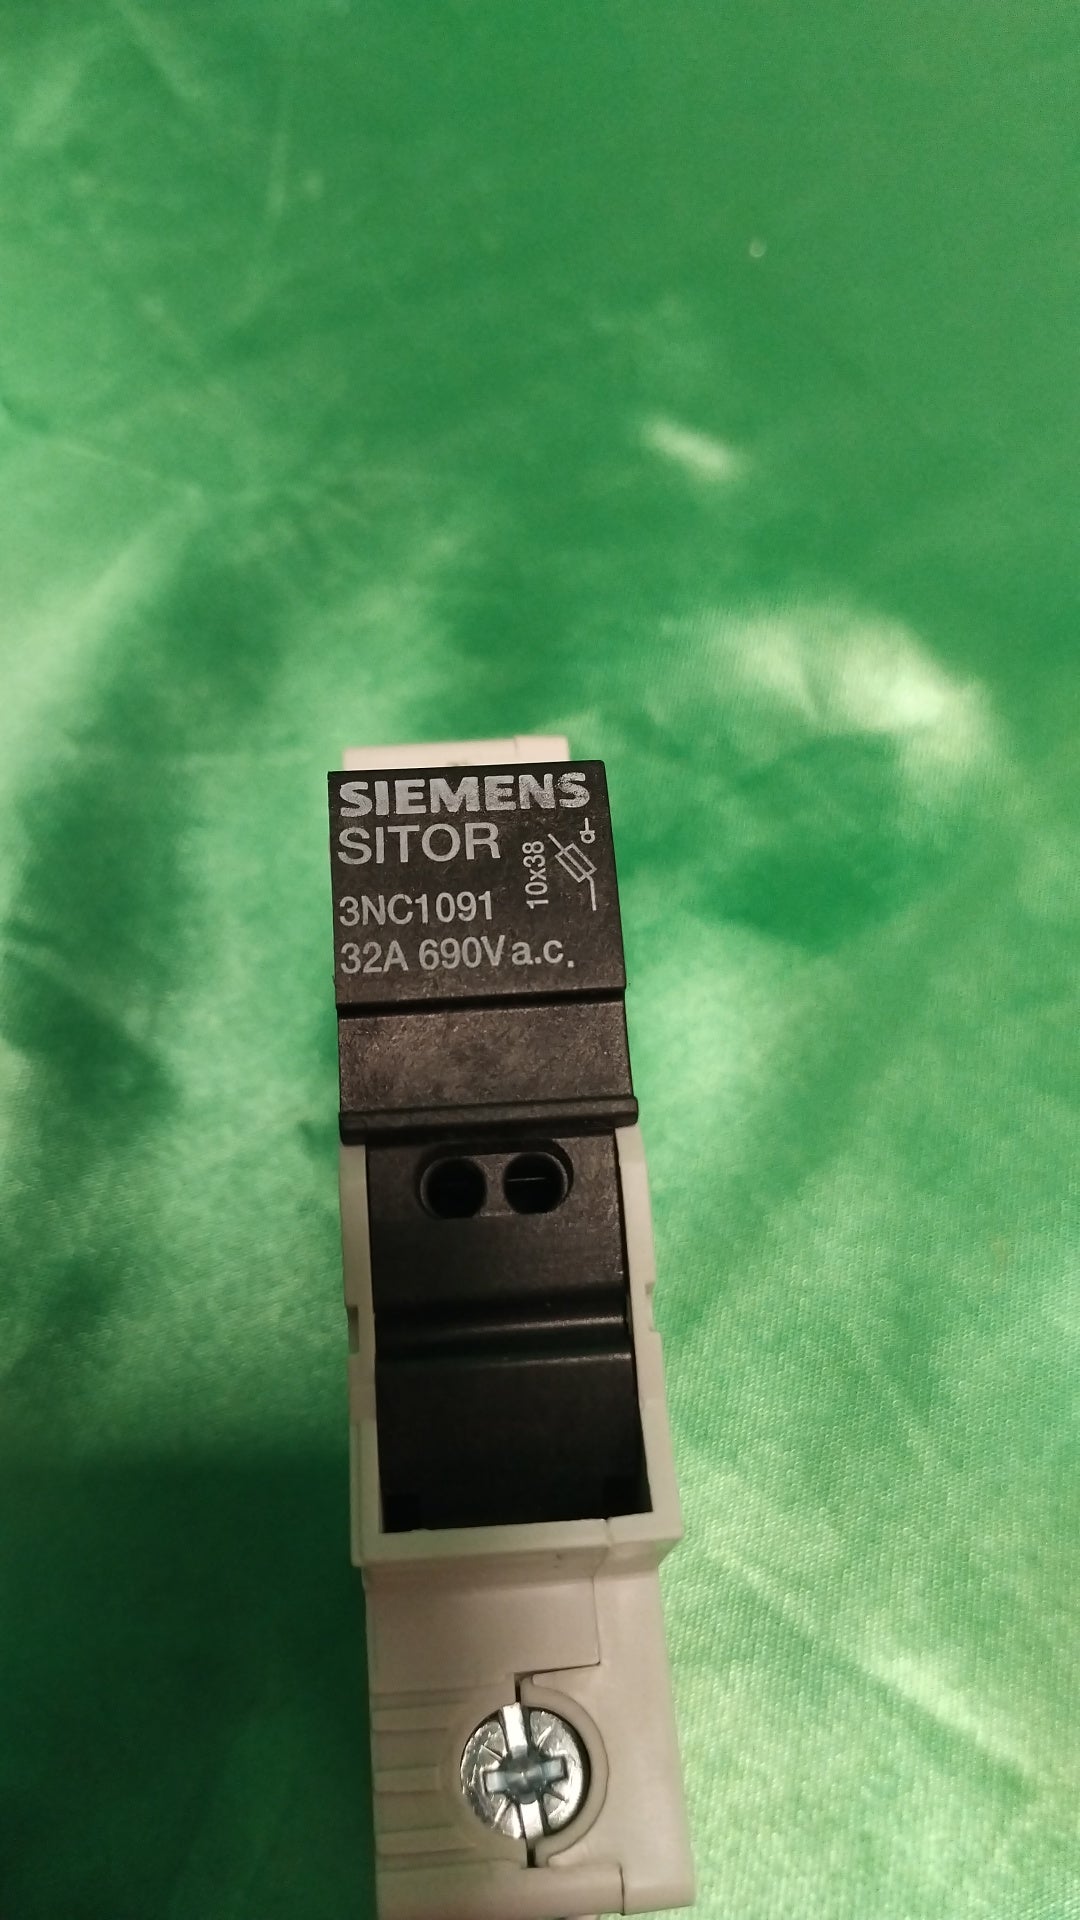 SIEMENS
SITOR
10x38
3NC1091
32A 690V a.c.